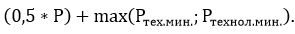 (0,5 * P) + max(Pтех.мин.; Pтехнол.мин.).